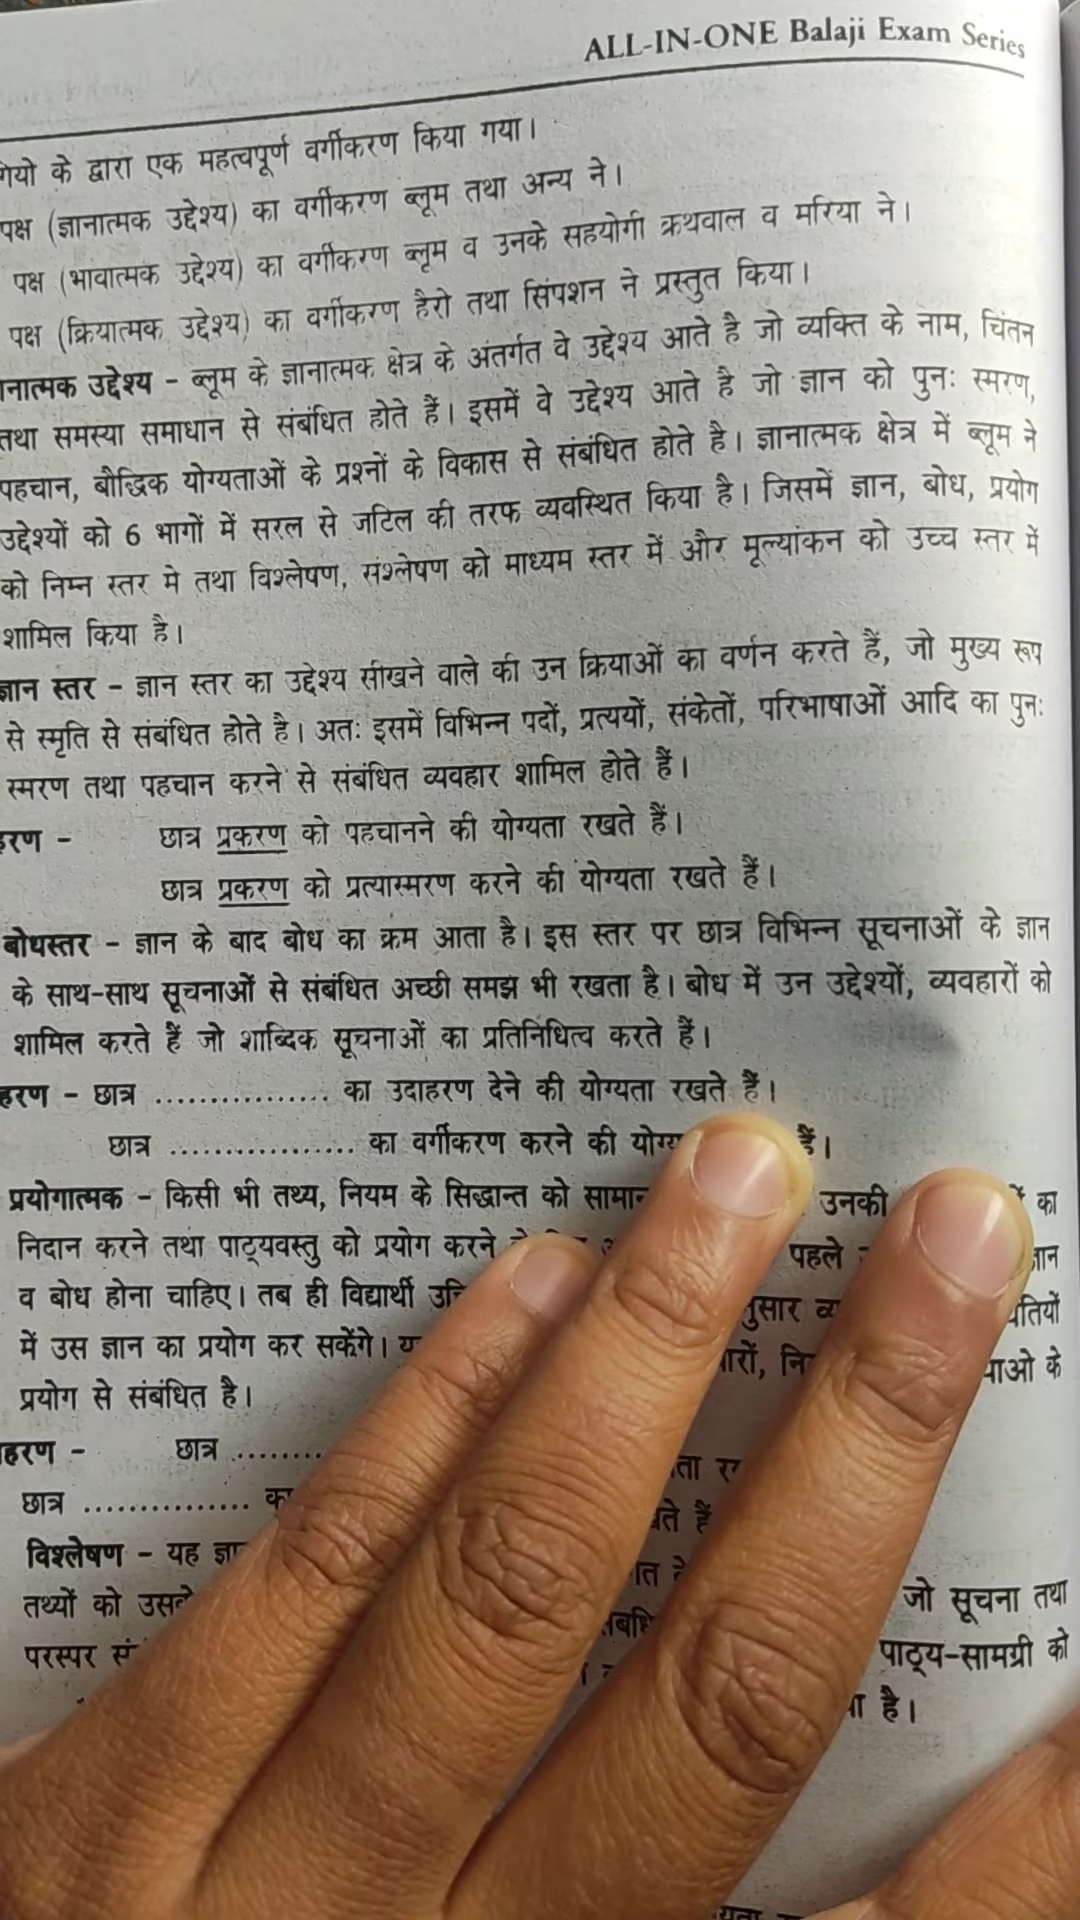 ALL-IN-ONE Balaji Exam Series
के द्वारा एक महत्वपूर्ण वर्गीकरण किया गया।
पक्ष (ज्ञानात्मक उद्देश्य) का वर्गीकरण ब्लूम तथा अन्य ने।
पक्ष (भावात्मक उद्देश्य) का वर्गीकरण ब्लूम व उनके सहयोगी क्रथवाल व मरिया ने।
पक्ष (क्रियात्मक उद्देश्य) का वर्गीकरण हैरो तथा सिंपशन ने प्रस्तुत किया।
उद्देश्य – ब्लूम के ज्ञानात्मक क्षेत्र के अंतर्गत वे उद्देश्य आते है जो व्यक्ति के नाम, चिंतन
तथा समस्या समाधान से संबंधित होते हैं। इसमें वे उद्देश्य आते है जो ज्ञान को पुनः स्मरण,
पहचान, बौद्धिक योग्यताओं के प्रश्नों के विकास से संबंधित होते है। ज्ञानात्मक क्षेत्र में ब्लूम ने
उद्देश्यों को 6 भागों में सरल से जटिल की तरफ व्यवस्थित किया है। जिसमें ज्ञान, बोध, प्रयोग
को निम्न स्तर मे तथा विश्लेषण, संश्लेषण को माध्यम स्तर में और मूल्यांकन को उच्च स्तर में
शामिल किया है।
ज्ञान स्तर – ज्ञान स्तर का उद्देश्य सीखने वाले की उन क्रियाओं का वर्णन करते हैं, जो मुख्य रूप
से स्मृति से संबंधित होते है। अतः इसमें विभिन्न पदों, प्रत्ययों, संकेतों, परिभाषाओं आदि का पुनः
स्मरण तथा पहचान करने से संबंधित व्यवहार शामिल होते हैं।
– छात्र प्रकरण को पहचानने की योग्यता रखते हैं।
छात्र प्रकरण को प्रत्यास्मरण करने की योग्यता रखते हैं।
बोधस्तर – ज्ञान के बाद बोध का क्रम आता है। इस स्तर पर छात्र विभिन्न सूचनाओं के ज्ञान
के साथ-साथ सूचनाओं से संबंधित अच्छी समझ भी रखता है। बोध में उन उद्देश्यों, व्यवहारों को
शामिल करते हैं जो शाब्दिक सूचनाओं का प्रतिनिधित्व करते हैं।
– छात्र ................ का उदाहरण देने की योग्यता रखते हैं।
छात्र ................. का वर्गीकरण करने की हैं।
प्रयोगात्मक – किसी भी तथ्य, नियम के सिद्धान्त को उनकी का
निदान करने तथा पाठ्यवस्तु को प्रयोग करने पहले
व बोध होना चाहिए। तब ही विद्यार्थी
में उस ज्ञान का प्रयोग कर सकेंगे।
प्रयोग से संबंधित है।
– छात्र ........
छात्र ...............
विश्लेषण – यह
तथ्यों को जो सूचना तथा
परस्पर पाठ्य-सामग्री को
है।